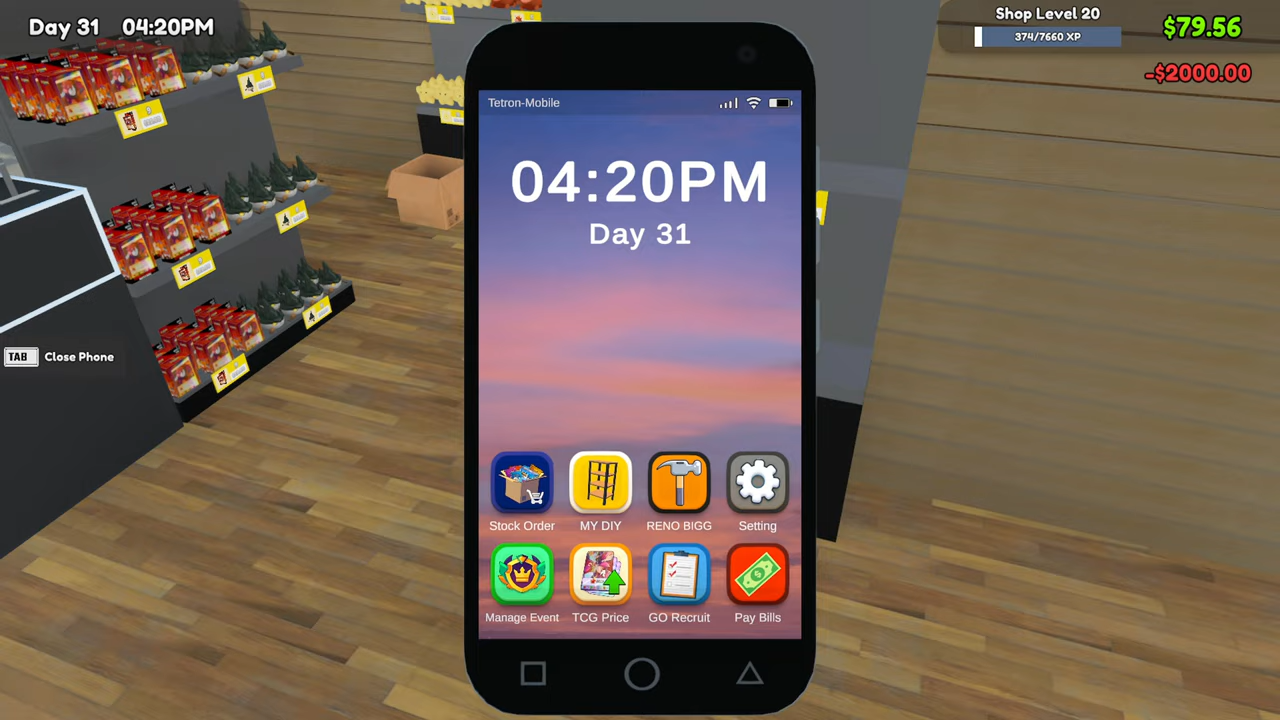 Day 31 04:20PM
Shop Level 20
374/7660 XP
$79.56
-$2000.00
Tetron-Mobile
04:20PM
Day 31
TAB Close Phone
Stock Order MY DIY RENO BIGG Setting
Manage Event TCG Price GO Recruit Pay Bills